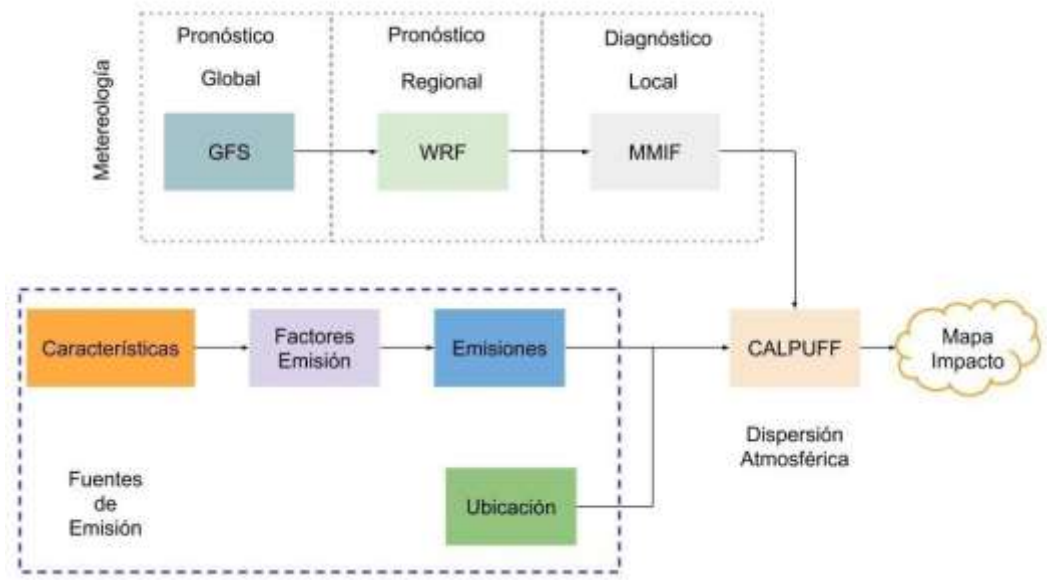 Metereología
Pronóstico
Global
GFS
Pronóstico
Regional
WRF
Diagnóstico
Local
MMIF
Características
Factores
Emisión
Emisiones
Ubicación
Fuentes
de
Emisión
CALPUFF
Dispersión
Atmosférica
Mapa
Impacto